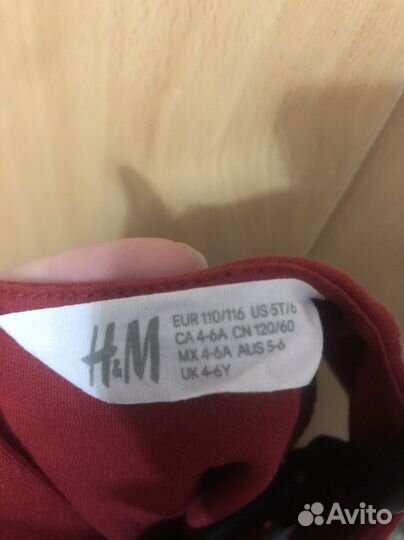 H&M
EUR 110/116 US 5T/6
CA 4-6A CN 120/60
MX 4-6A AUS 5-6
UK 4-6Y
Avito